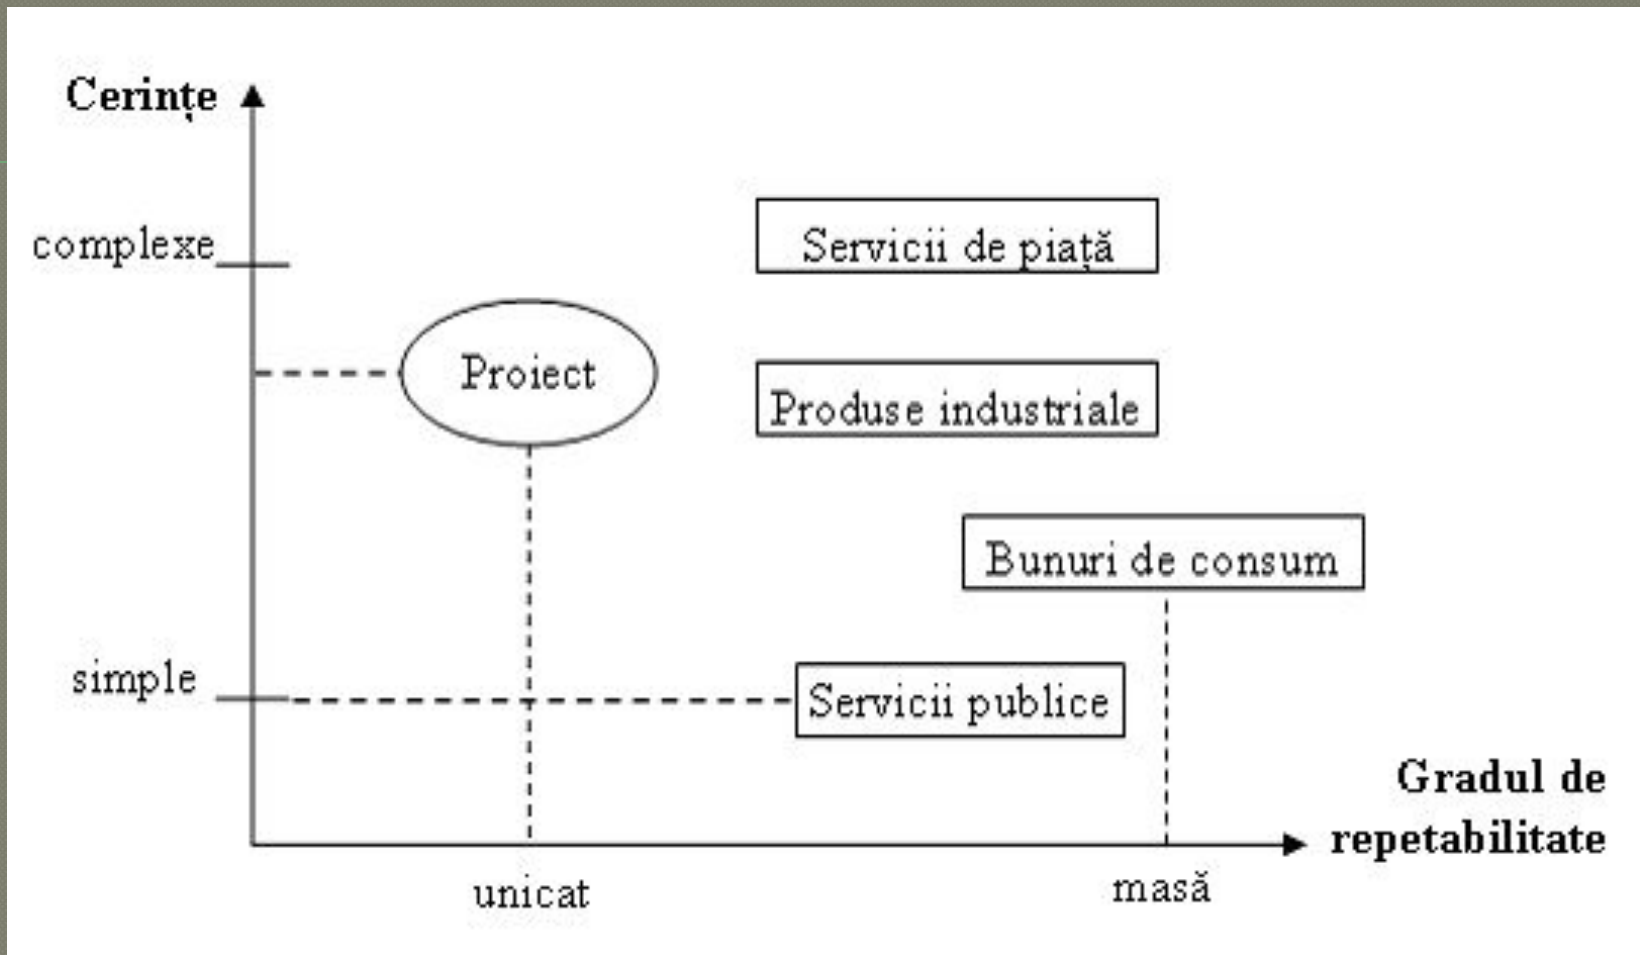 Cerințe
complexe
Servicii de piață
Proiect
Produse industriale
Bunuri de consum
simple
Servicii publice
Gradul de
repetabilitate
unicat
masă